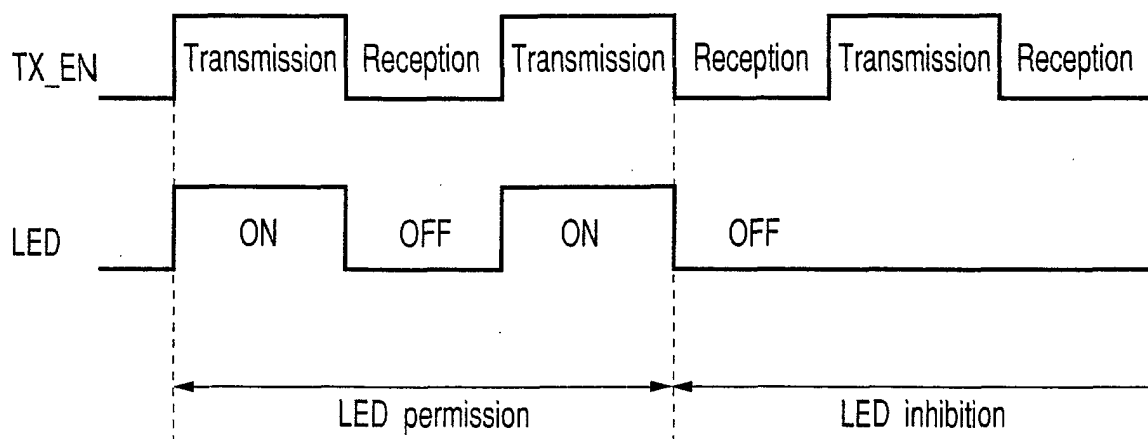 TX_EN Transmission Reception Transmission Reception Transmission Reception
LED ON OFF ON OFF
LED permission LED inhibition